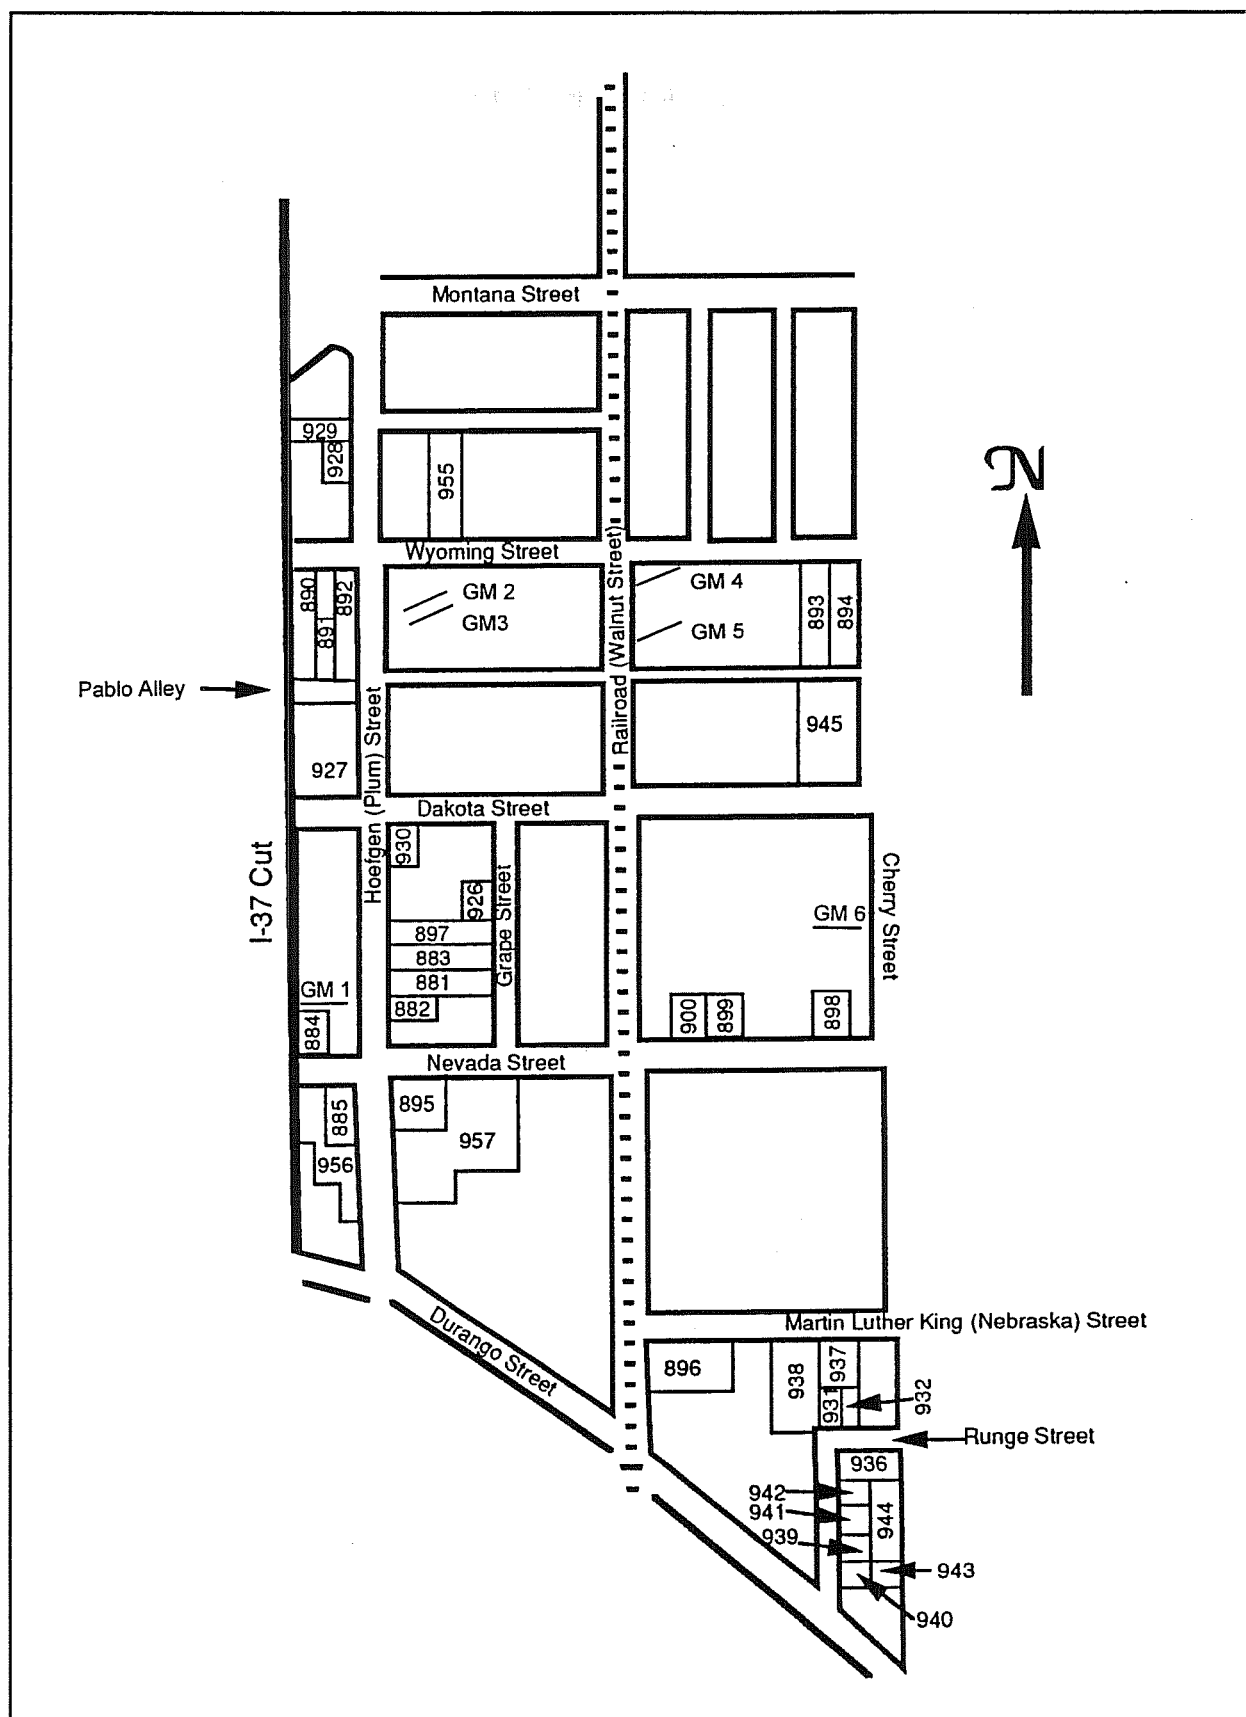 Montana Street
929
928
955
N
Wyoming Street
Railroad (Walnut Street)
890
891
892
GM 2
GM3
GM 4
GM 5
893
894
Pablo Alley
Hoefgen (Plum) Street
945
927
Dakota Street
I-37 Cut
930
926
Grape Street
897
883
881
882
Cherry Street
GM 6
GM 1
884
900
899
898
Nevada Street
885
895
957
956
Durango Street
Martin Luther King (Nebraska) Street
896
938
937
931
932
Runge Street
936
942
941
944
939
943
940